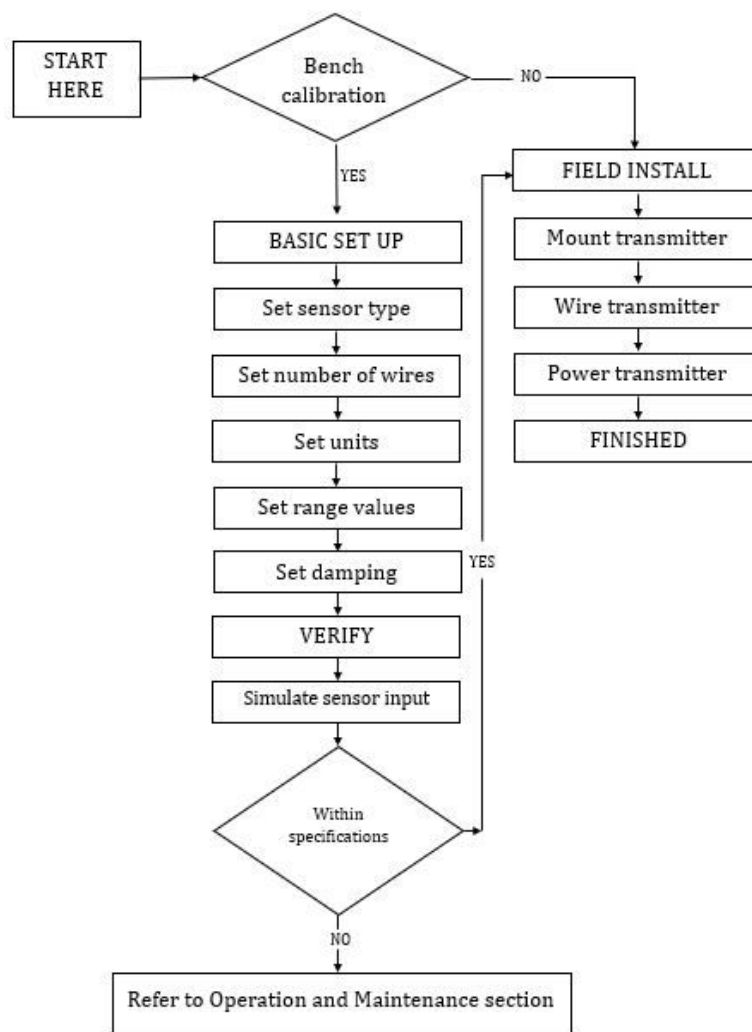 START
HERE
Bench
calibration
NO
YES
FIELD INSTALL
BASIC SET UP
Mount transmitter
Set sensor type
Wire transmitter
Set number of wires
Power transmitter
Set units
FINISHED
Set range values
Set damping
YES
VERIFY
Simulate sensor input
Within
specifications
NO
Refer to Operation and Maintenance section